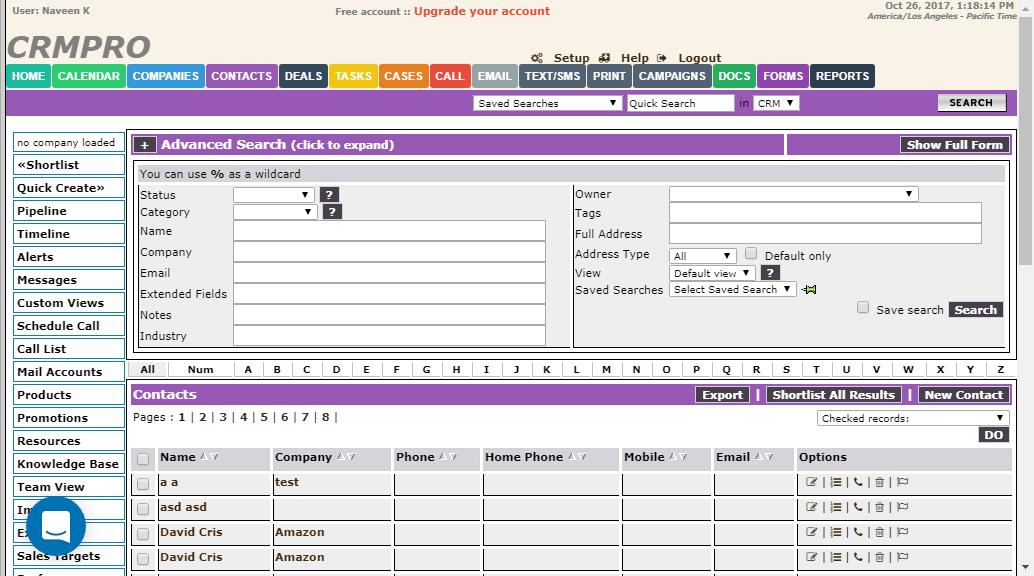 User: Naveen K
Free account :: Upgrade your account
Oct 26, 2017, 1:18:14 PM
America/Los Angeles - Pacific Time
CRMPRO
Setup Help Logout
HOME CALENDAR COMPANIES CONTACTS DEALS TASKS CASES CALL EMAIL TEXT/SMS PRINT CAMPAIGNS DOCS FORMS REPORTS
Saved Searches Quick Search in CRM SEARCH
no company loaded
«Shortlist
Quick Create»
Pipeline
Timeline
Alerts
Messages
Custom Views
Schedule Call
Call List
Mail Accounts
Products
Promotions
Resources
Knowledge Base
Team View
Sales Targets
+ Advanced Search (click to expand) Show Full Form
You can use % as a wildcard
Status ?
Category ?
Name
Company
Email
Extended Fields
Notes
Industry
Owner
Tags
Full Address
Address Type All Default only
View Default view ?
Saved Searches Select Saved Search
Save search Search
All Num A B C D E F G H I J K L M N O P Q R S T U V W X Y Z
Contacts Export | Shortlist All Results | New Contact
Pages : 1 | 2 | 3 | 4 | 5 | 6 | 7 | 8 |
Checked records:
DO
Name Company Phone Home Phone Mobile Email Options
a a test
asd asd
David Cris Amazon
David Cris Amazon